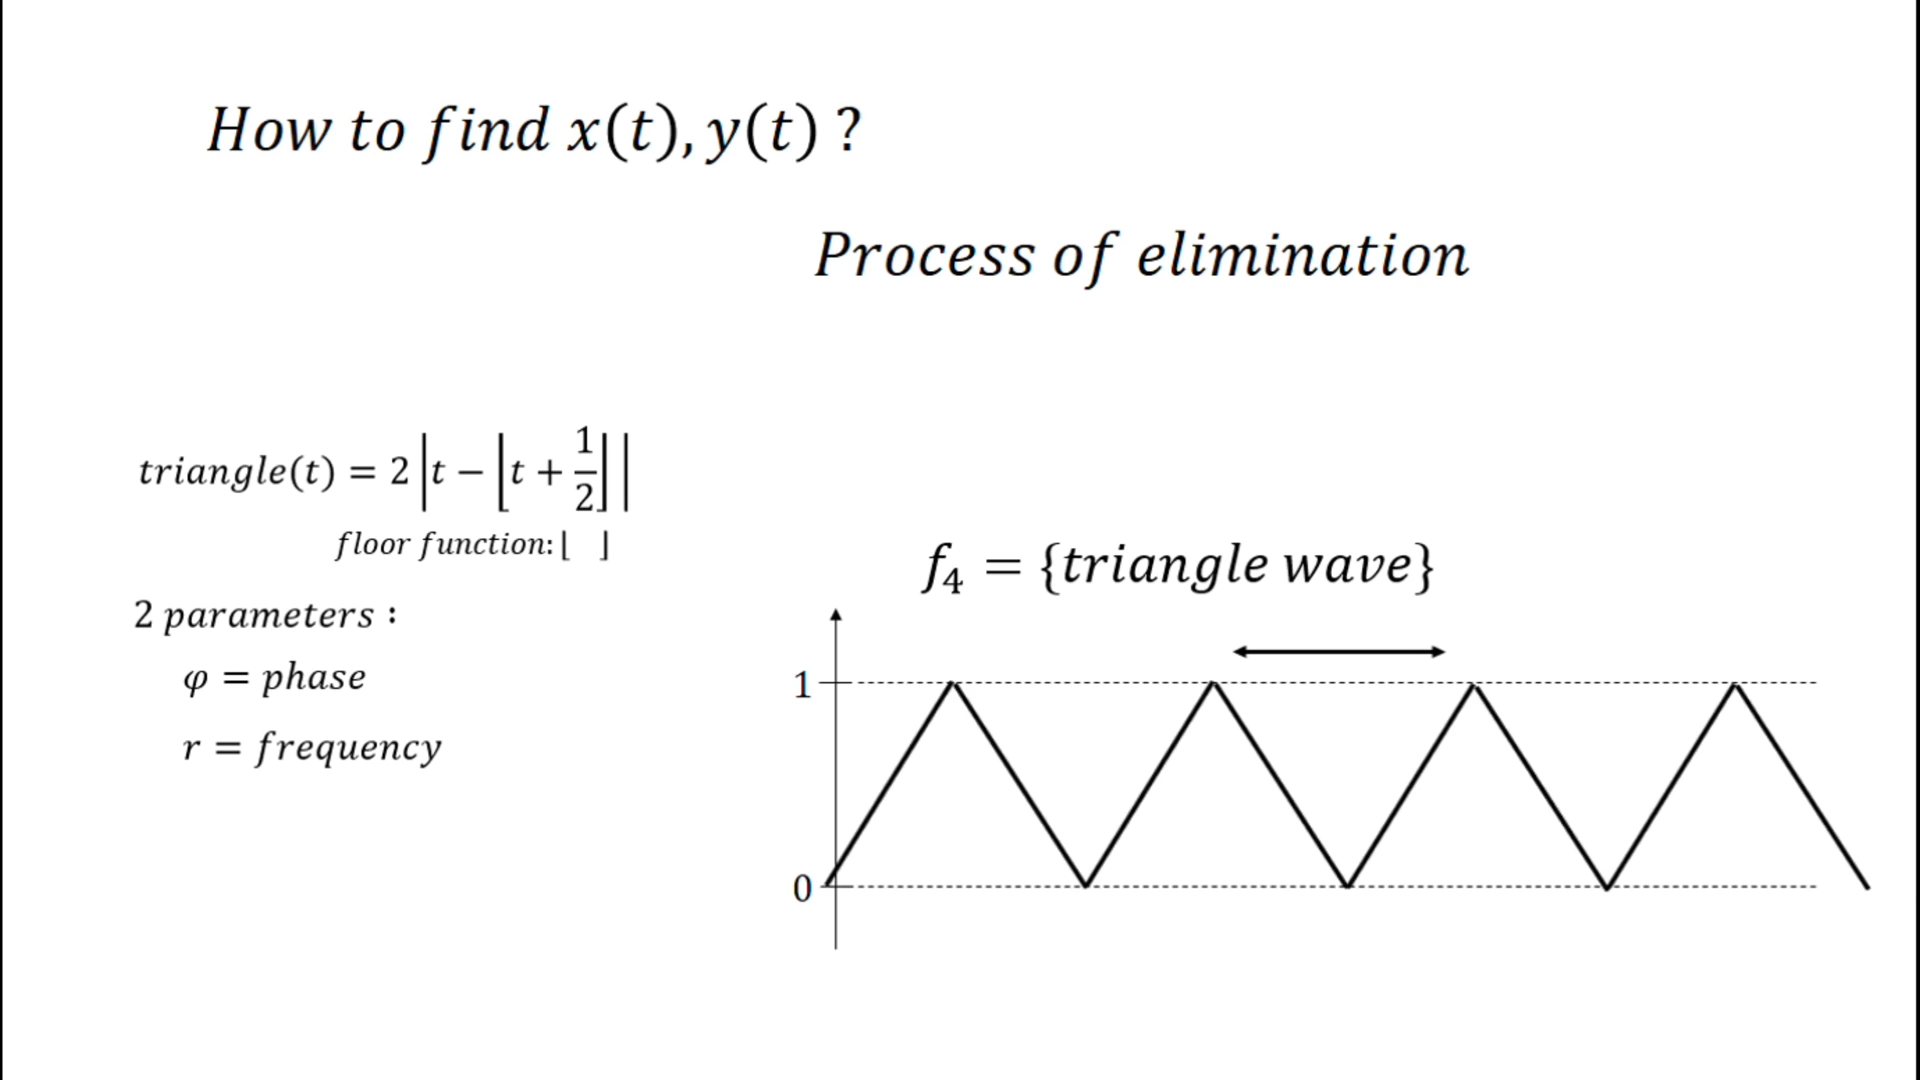 How to find x(t), y(t) ?
Process of elimination
triangle(t) = 2 |t − ⌊t + 1/2⌋|
floor function: ⌊ ⌋
2 parameters :
φ = phase
r = frequency
f₄ = {triangle wave}
1
0